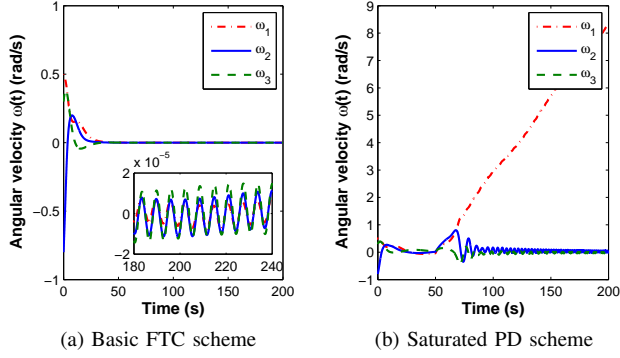 Angular velocity ω(t) (rad/s)
1
0.5
0
−0.5
−1
ω1
ω2
ω3
x 10^-5
2
0
−2
180 200 220 240
0 50 100 150 200
Time (s)
(a) Basic FTC scheme
Angular velocity ω(t) (rad/s)
9
8
7
6
5
4
3
2
1
0
−1
ω1
ω2
ω3
0 50 100 150 200
Time (s)
(b) Saturated PD scheme